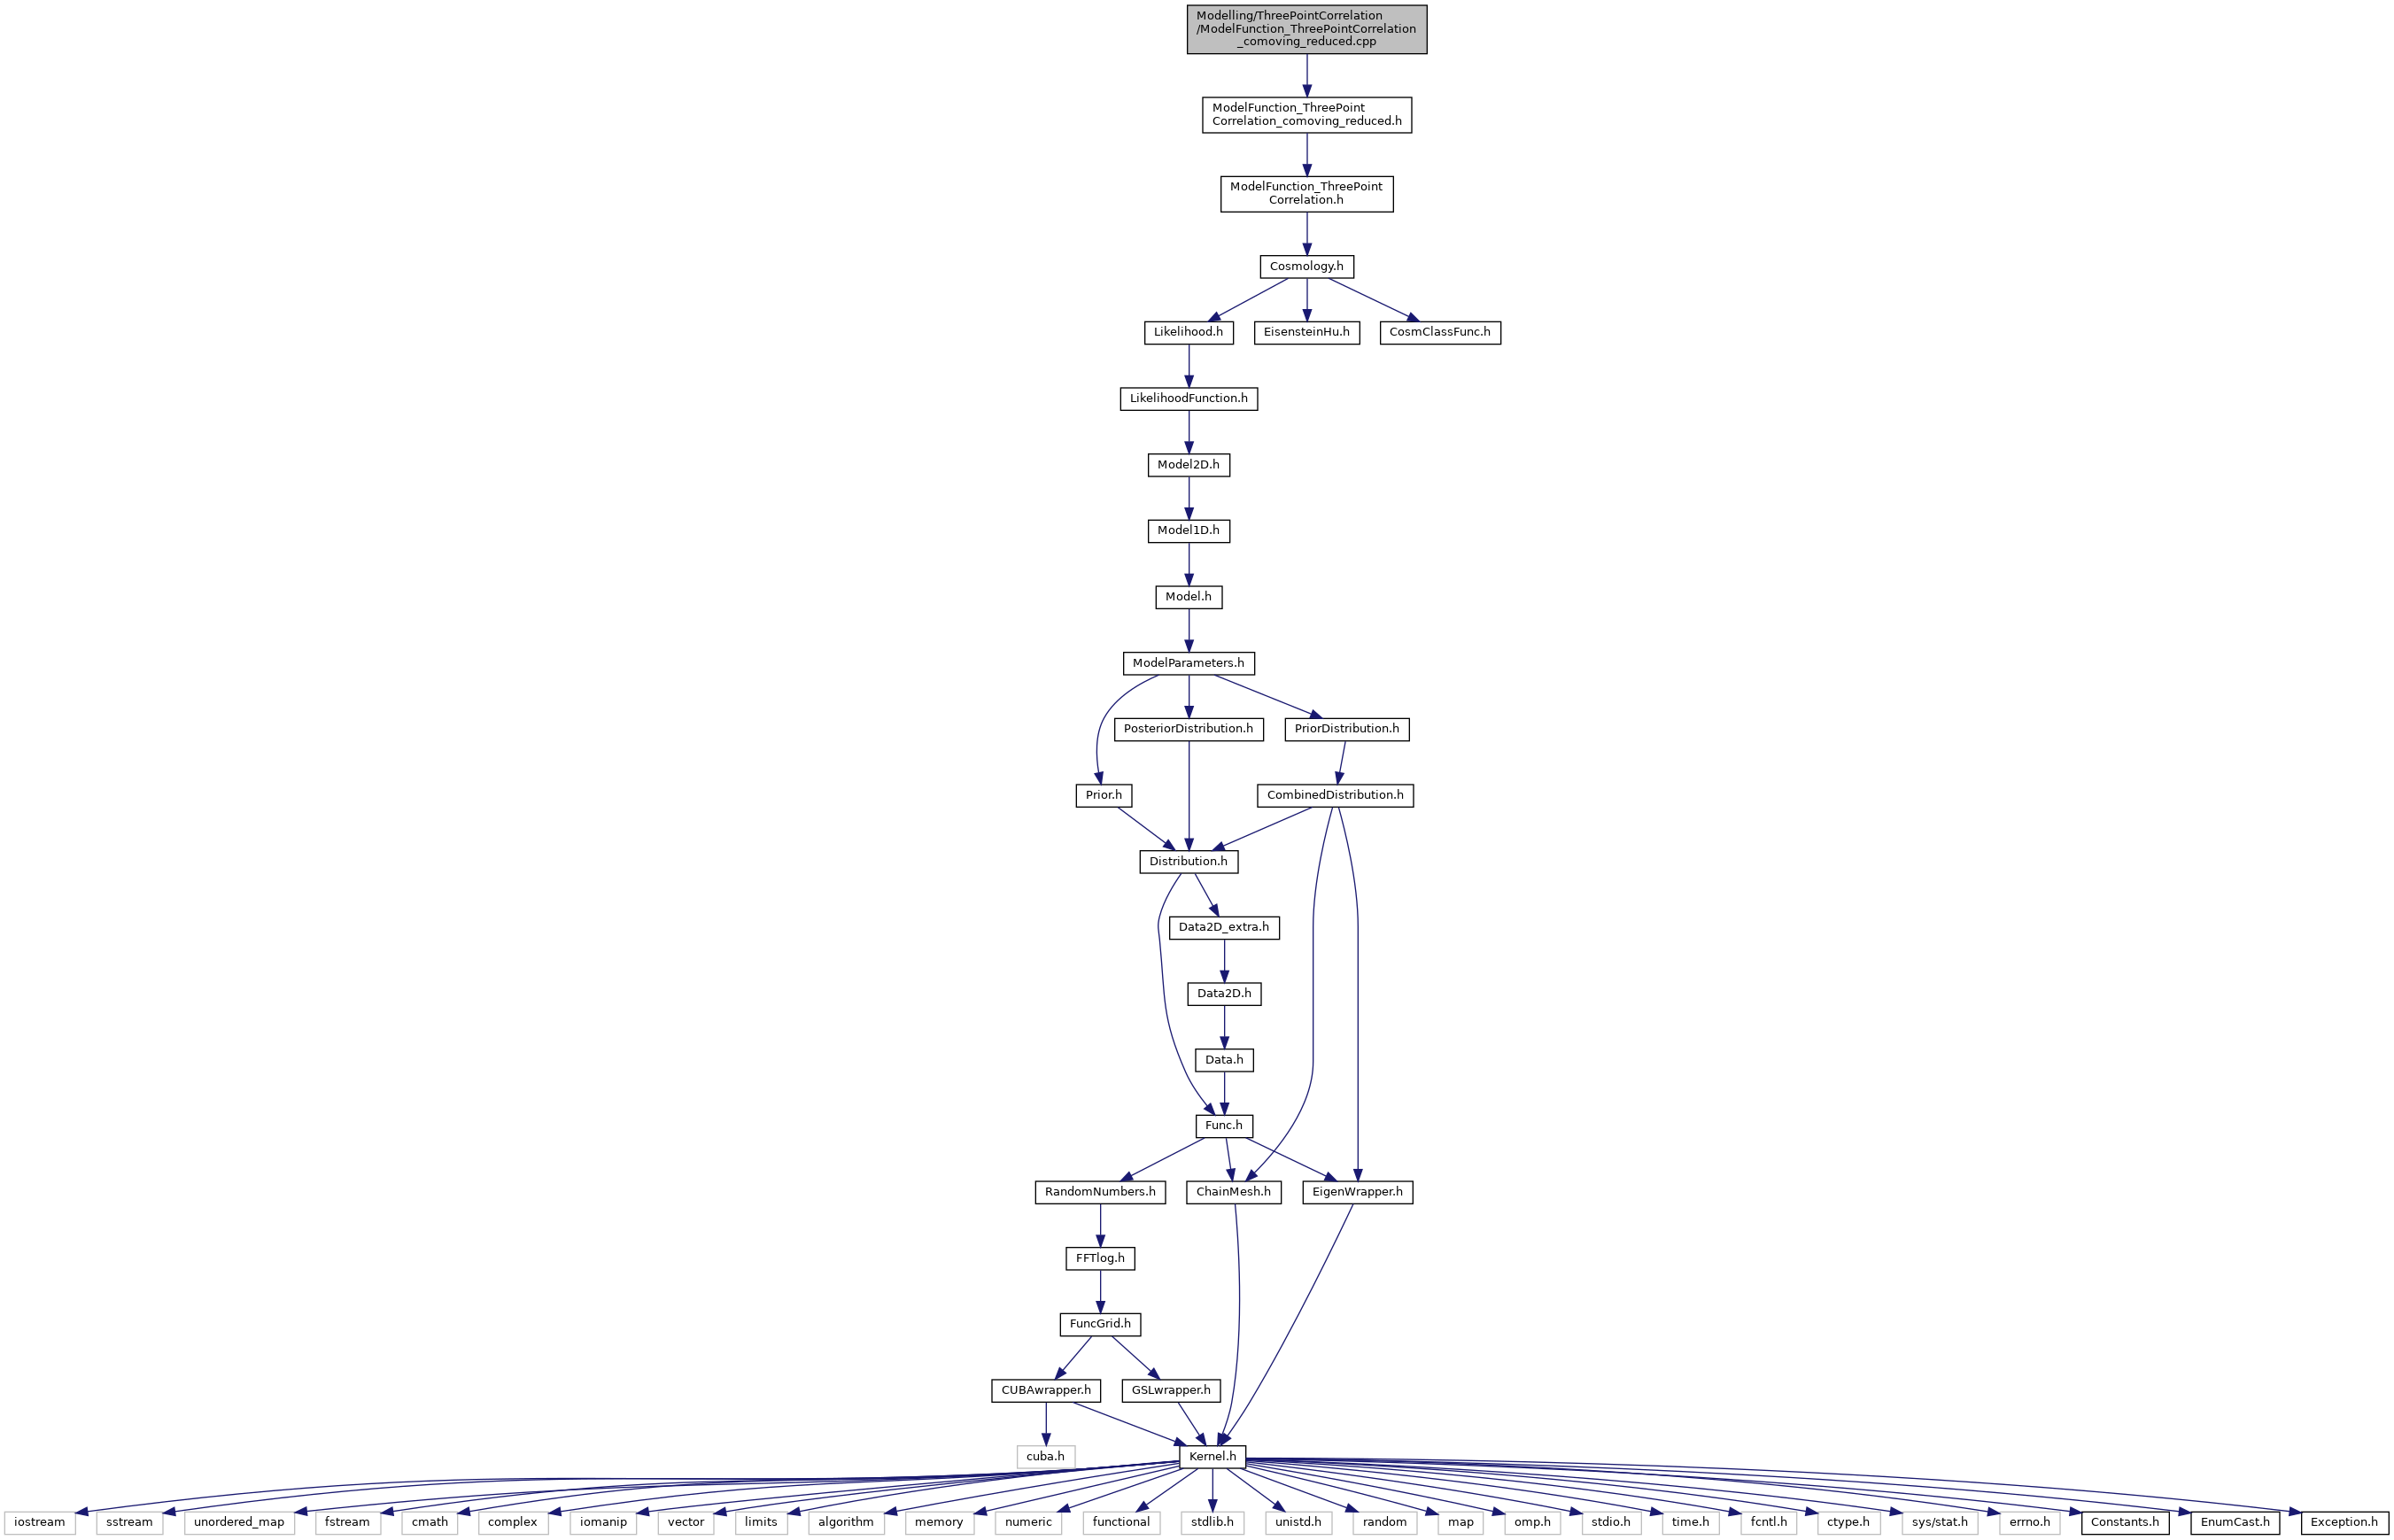 Modelling/ThreePointCorrelation
/ModelFunction_ThreePointCorrelation
_comoving_reduced.cpp
ModelFunction_ThreePoint
Correlation_comoving_reduced.h
ModelFunction_ThreePoint
Correlation.h
Cosmology.h
Likelihood.h
EisensteinHu.h
CosmClassFunc.h
LikelihoodFunction.h
Model2D.h
Model1D.h
Model.h
ModelParameters.h
PosteriorDistribution.h
PriorDistribution.h
Prior.h
CombinedDistribution.h
Distribution.h
Data2D_extra.h
Data2D.h
Data.h
Func.h
RandomNumbers.h
ChainMesh.h
EigenWrapper.h
FFTlog.h
FuncGrid.h
CUBAwrapper.h
GSLwrapper.h
cuba.h
Kernel.h
iostream
sstream
unordered_map
fstream
cmath
complex
iomanip
vector
limits
algorithm
memory
numeric
functional
stdlib.h
unistd.h
random
map
omp.h
stdio.h
time.h
fcntl.h
ctype.h
sys/stat.h
errno.h
Constants.h
EnumCast.h
Exception.h